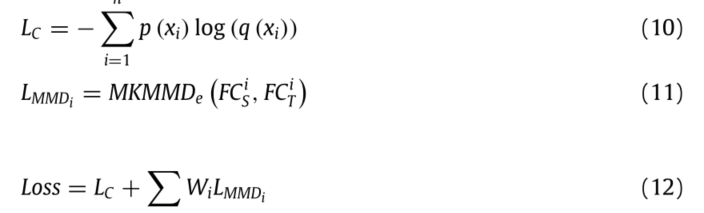 L_C = − ∑_{i=1}^{n} p (x_i) log (q (x_i)) (10)
L_{MMD_i} = MKMMD_e (FC_S^i, FC_T^i) (11)
Loss = L_C + ∑ W_i L_{MMD_i} (12)